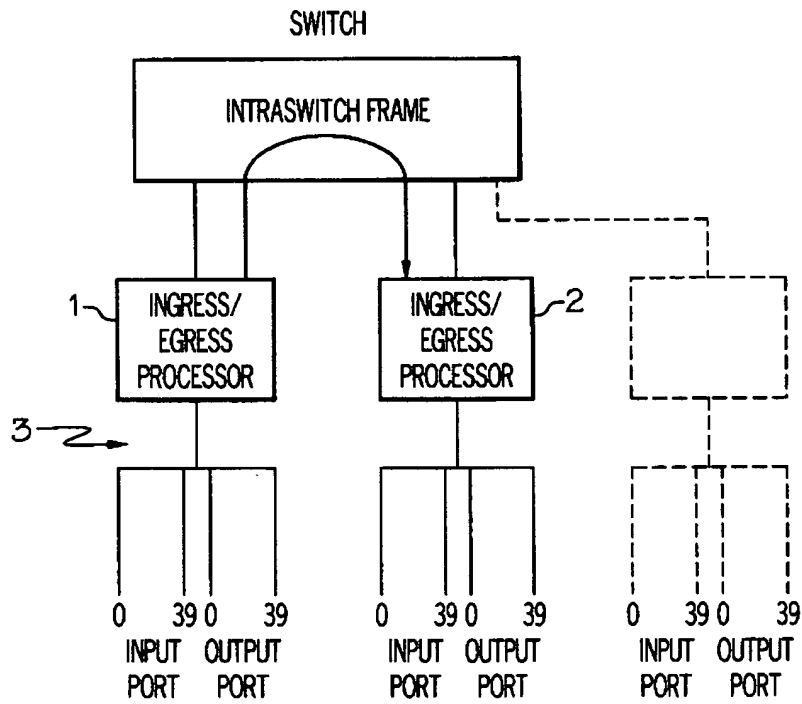 SWITCH
INTRASWITCH FRAME
1
INGRESS/
EGRESS
PROCESSOR
INGRESS/
EGRESS
PROCESSOR
2
3
0 39 0 39
INPUT PORT OUTPUT PORT
0 39 0 39
INPUT PORT OUTPUT PORT
0 39 0 39
INPUT PORT OUTPUT PORT